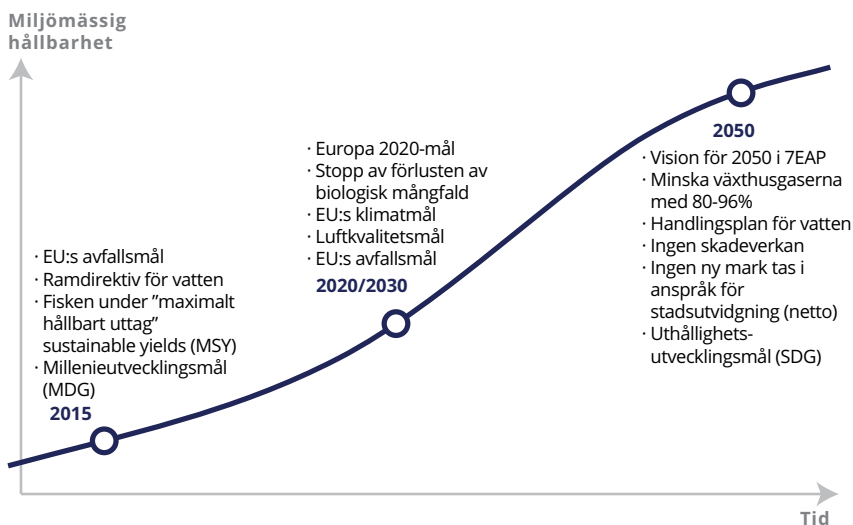 Miljömässig
hållbarhet
· EU:s avfallsmål
· Ramdirektiv för vatten
· Fisken under ”maximalt
hållbart uttag”
sustainable yields (MSY)
· Millenieutvecklingsmål
(MDG)
2015
· Europa 2020-mål
· Stopp av förlusten av
biologisk mångfald
· EU:s klimatmål
· Luftkvalitetsmål
· EU:s avfallsmål
2020/2030
2050
· Vision för 2050 i 7EAP
· Minska växthusgaserna
med 80-96%
· Handlingsplan för vatten
· Ingen skadeverkan
· Ingen ny mark tas i
anspråk för
stadsutvidgning (netto)
· Uthållighets-
utvecklingsmål (SDG)
Tid